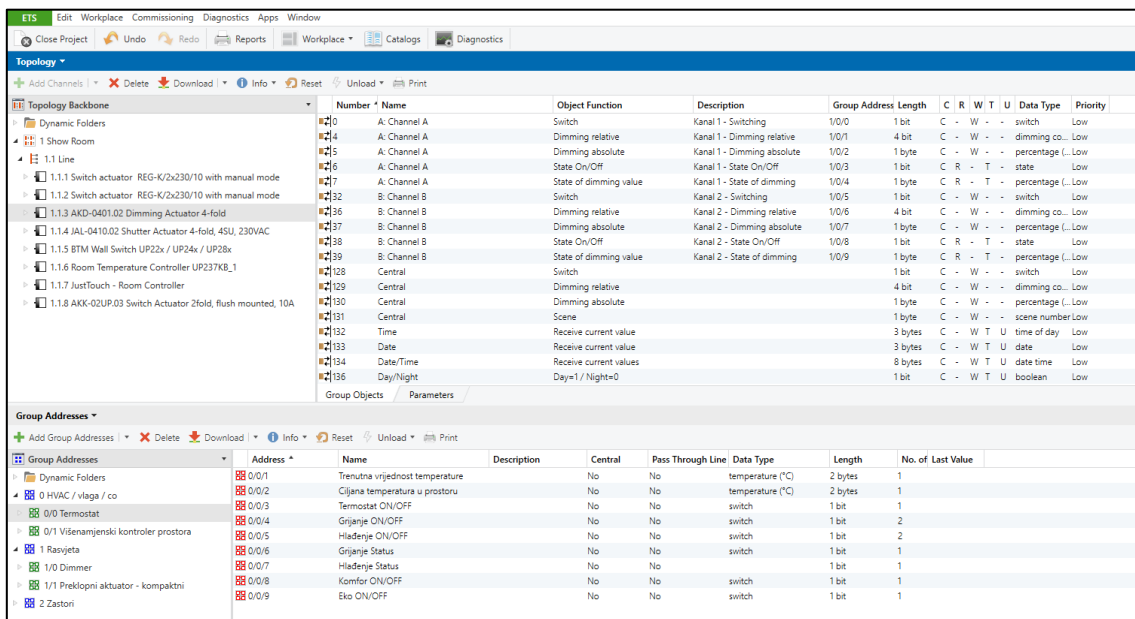 ETS Edit Workplace Commissioning Diagnostics Apps Window
Close Project Undo Redo Reports Workplace Catalogs Diagnostics
Topology
Add Channels Delete Download Info Reset Unload Print
Topology Backbone
Dynamic Folders
1 Show Room
1.1 Line
1.1.1 Switch actuator REG-K/2x230/10 with manual mode
1.1.2 Switch actuator REG-K/2x230/10 with manual mode
1.1.3 AKD-0401.02 Dimming Actuator 4-fold
1.1.4 JAL-0410.02 Shutter Actuator 4-fold, 4SU, 230VAC
1.1.5 BTM Wall Switch UP22x / UP24x / UP28x
1.1.6 Room Temperature Controller UP237KB_1
1.1.7 JustTouch - Room Controller
1.1.8 AKK-02UP.03 Switch Actuator 2fold, flush mounted, 10A
Number Name Object Function Description Group Address Length C R W T U Data Type Priority
0 A: Channel A Switch Kanal 1 - Switching 1/0/0 1 bit C - W - - switch Low
4 A: Channel A Dimming relative Kanal 1 - Dimming relative 1/0/1 4 bit C - W - - dimming co... Low
5 A: Channel A Dimming absolute Kanal 1 - Dimming absolute 1/0/2 1 byte C - W - - percentage (... Low
6 A: Channel A State On/Off Kanal 1 - State On/Off 1/0/3 1 bit C R - T - state Low
7 A: Channel A State of dimming value Kanal 1 - State of dimming 1/0/4 1 byte C R - T - percentage (... Low
32 B: Channel B Switch Kanal 2 - Switching 1/0/5 1 bit C - W - - switch Low
36 B: Channel B Dimming relative Kanal 2 - Dimming relative 1/0/6 4 bit C - W - - dimming co... Low
37 B: Channel B Dimming absolute Kanal 2 - Dimming absolute 1/0/7 1 byte C - W - - percentage (... Low
38 B: Channel B State On/Off Kanal 2 - State On/Off 1/0/8 1 bit C R - T - state Low
39 B: Channel B State of dimming value Kanal 2 - State of dimming 1/0/9 1 byte C R - T - percentage (... Low
128 Central Switch 1 bit C - W - - switch Low
129 Central Dimming relative 4 bit C - W - - dimming co... Low
130 Central Dimming absolute 1 byte C - W - - percentage (... Low
131 Central Scene 1 byte C - W - - scene number Low
132 Time Receive current value 3 bytes C - W T U time of day Low
133 Date Receive current value 3 bytes C - W T U date Low
134 Date/Time Receive current values 8 bytes C - W T U date time Low
136 Day/Night Day=1 / Night=0 1 bit C - W T U boolean Low
Group Objects Parameters
Group Addresses
Add Group Addresses Delete Download Info Reset Unload Print
Group Addresses
Dynamic Folders
0 HVAC / vlaga / co
0/0 Termostat
0/1 Višenamjenski kontroler prostora
1 Rasvjeta
1/0 Dimmer
1/1 Preklopni aktuator - kompaktni
2 Zastori
Address Name Description Central Pass Through Line Data Type Length No. of Last Value
0/0/1 Trenutna vrijednost temperature No No temperature (°C) 2 bytes 1
0/0/2 Ciljana temperatura u prostoru No No temperature (°C) 2 bytes 1
0/0/3 Termostat ON/OFF No No switch 1 bit 1
0/0/4 Grijanje ON/OFF No No switch 1 bit 2
0/0/5 Hlađenje ON/OFF No No switch 1 bit 2
0/0/6 Grijanje Status No No switch 1 bit 1
0/0/7 Hlađenje Status No No 1 bit 1
0/0/8 Komfor ON/OFF No No switch 1 bit 1
0/0/9 Eko ON/OFF No No switch 1 bit 1